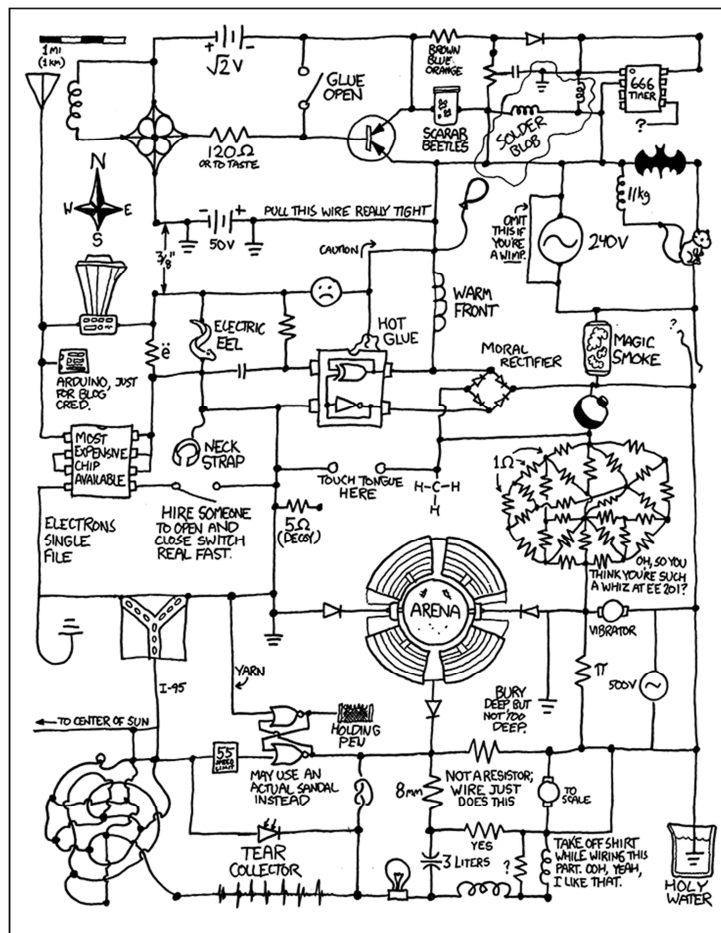 1 MI
(1KM)
+ -
√2 V
GLUE
OPEN
BROWN
BLUE
ORANGE
666
TIMER
?
SCARAB
BEETLES
SOLDER
BLOB
120Ω
OR TO TASTE
N
W E
S
- +
50V
PULL THIS WIRE REALLY TIGHT
3/8"
CAUTION
OMIT
THIS IF
YOU'RE
A WIMP.
240V
11kg
ë
ELECTRIC
EEL
HOT
GLUE
WARM
FRONT
MORAL
RECTIFIER
MAGIC
SMOKE
?
ARDUINO, JUST
FOR BLOG
CRED.
MOST
EXPENSIVE
CHIP
AVAILABLE
NECK
STRAP
TOUCH TONGUE
HERE
H-C-H
H
1Ω
HIRE SOMEONE
TO OPEN AND
CLOSE SWITCH
REAL FAST.
5Ω
(DECOY)
ELECTRONS
SINGLE
FILE
OH, SO YOU
THINK YOU'RE SUCH
A WHIZ AT EE 201?
ARENA
VIBRATOR
I-95
YARN
BURY
DEEP, BUT
NOT TOO
DEEP.
π
500V
TO CENTER OF SUN
55
SPEED
LIMIT
HOLDING
PEN
MAY USE AN
ACTUAL SANDAL
INSTEAD
NOT A RESISTOR;
WIRE JUST
DOES THIS
8mm
TO
SCALE
YES
?
3 LITERS
TAKE OFF SHIRT
WHILE WIRING THIS
PART. OOH, YEAH,
I LIKE THAT.
TEAR
COLLECTOR
HOLY
WATER